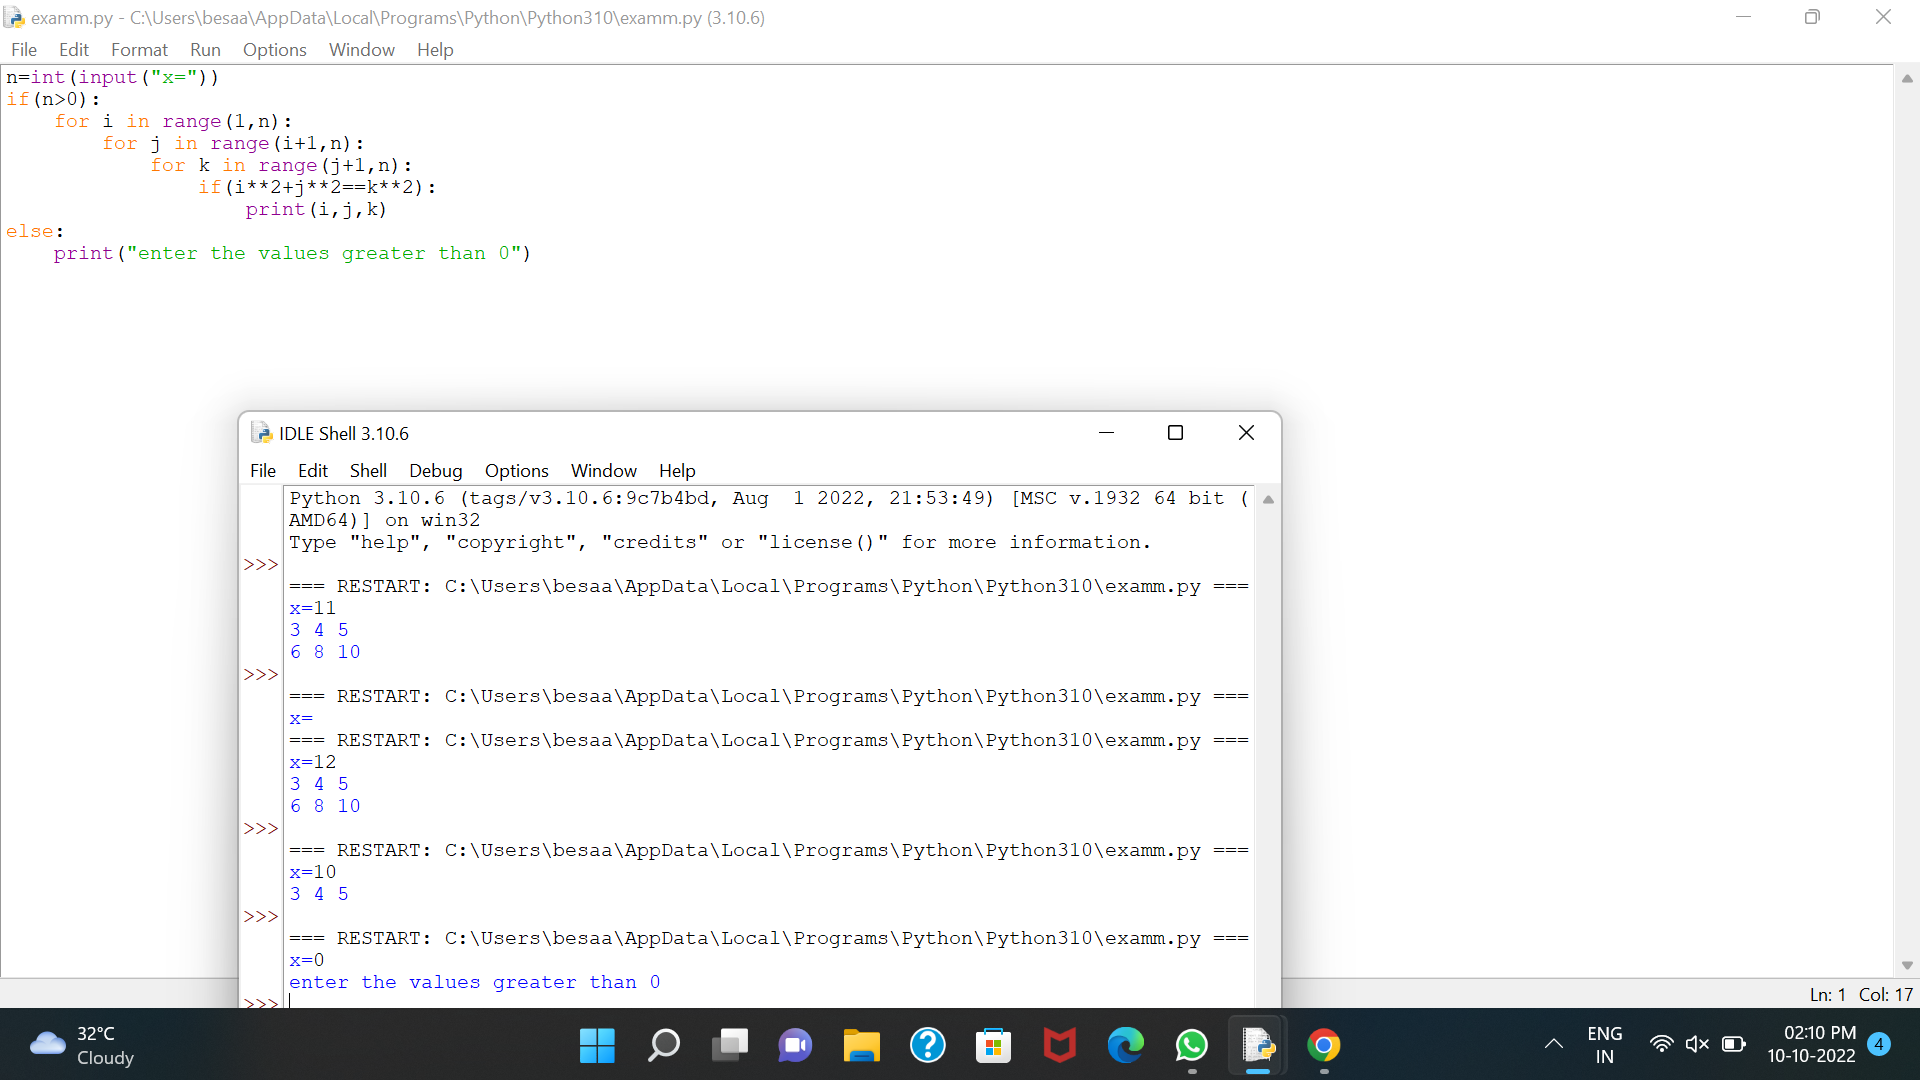 examm.py - C:\Users\besaa\AppData\Local\Programs\Python\Python310\examm.py (3.10.6)
File Edit Format Run Options Window Help
n=int(input("x="))
if(n>0):
    for i in range(1,n):
        for j in range(i+1,n):
            for k in range(j+1,n):
                if(i**2+j**2==k**2):
                    print(i,j,k)
else:
    print("enter the values greater than 0")
IDLE Shell 3.10.6
File Edit Shell Debug Options Window Help
Python 3.10.6 (tags/v3.10.6:9c7b4bd, Aug  1 2022, 21:53:49) [MSC v.1932 64 bit (
AMD64)] on win32
Type "help", "copyright", "credits" or "license()" for more information.
>>>
=== RESTART: C:\Users\besaa\AppData\Local\Programs\Python\Python310\examm.py ===
x=11
3 4 5
6 8 10
>>>
=== RESTART: C:\Users\besaa\AppData\Local\Programs\Python\Python310\examm.py ===
x=
=== RESTART: C:\Users\besaa\AppData\Local\Programs\Python\Python310\examm.py ===
x=12
3 4 5
6 8 10
>>>
=== RESTART: C:\Users\besaa\AppData\Local\Programs\Python\Python310\examm.py ===
x=10
3 4 5
>>>
=== RESTART: C:\Users\besaa\AppData\Local\Programs\Python\Python310\examm.py ===
x=0
enter the values greater than 0
>>>
Ln: 1 Col: 17
32°C
Cloudy
ENG
IN
02:10 PM
10-10-2022
4